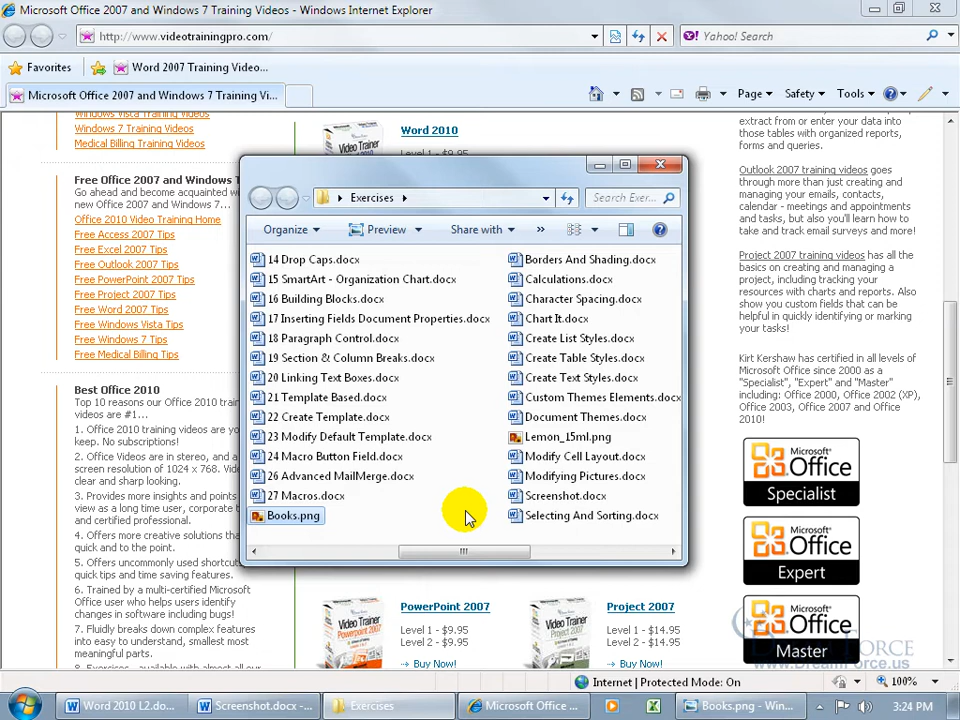 Microsoft Office 2007 and Windows 7 Training Videos - Windows Internet Explorer
http://www.videotrainingpro.com/
Yahoo! Search
Favorites
Word 2007 Training Video...
Microsoft Office 2007 and Windows 7 Training Vi...
Page
Safety
Tools
Windows Vista Training Videos
Windows 7 Training Videos
Medical Billing Training Videos
Free Office 2007 and Windows
Go ahead and become acquainted
new Office 2007 and Windows 7...
Office 2010 Video Training Home
Free Access 2007 Tips
Free Excel 2007 Tips
Free Outlook 2007 Tips
Free PowerPoint 2007 Tips
Free Project 2007 Tips
Free Word 2007 Tips
Free Windows Vista Tips
Free Windows 7 Tips
Free Medical Billing Tips
Best Office 2010
Top 10 reasons our Office 2010 train
videos are #1...
1. Office 2010 training videos are yo
keep. No subscriptions!
2. Office Videos are in stereo, and a
screen resolution of 1024 x 768. Vid
clear and sharp looking.
3. Provides more insights and points
view as a long time user, corporate t
and certified professional.
4. Offers more creative solutions tha
quick and to the point.
5. Offers uncommonly used shortcuts
quick tips and time saving features.
6. Trained by a multi-certified Microso
Office user who helps users identify
changes in software including bugs!
7. Fluidly breaks down complex features
into easy to understand, smallest most
meaningful parts.
Word 2010
Video Trainer
Exercises
Search Exer...
Organize
Preview
Share with
»
14 Drop Caps.docx
15 SmartArt - Organization Chart.docx
16 Building Blocks.docx
17 Inserting Fields Document Properties.docx
18 Paragraph Control.docx
19 Section & Column Breaks.docx
20 Linking Text Boxes.docx
21 Template Based.docx
22 Create Template.docx
23 Modify Default Template.docx
24 Macro Button Field.docx
26 Advanced MailMerge.docx
27 Macros.docx
Books.png
Borders And Shading.docx
Calculations.docx
Character Spacing.docx
Chart It.docx
Create List Styles.docx
Create Table Styles.docx
Create Text Styles.docx
Custom Themes Elements.docx
Document Themes.docx
Lemon_15ml.png
Modify Cell Layout.docx
Modifying Pictures.docx
Screenshot.docx
Selecting And Sorting.docx
Video Trainer
Powerpoint 2007
PowerPoint 2007
Level 1 - $9.95
Level 2 - $9.95
Buy Now!
Video Trainer
Project 2007
Project 2007
Level 1 - $14.95
Level 2 - $14.95
Buy Now!
extract from or enter your data into
those tables with organized reports,
forms and queries.
Outlook 2007 training videos goes
through more than just creating and
managing your emails, contacts,
calendar - meetings and appointments
and tasks, but also you'll learn how
to take and track email surveys and more!
Project 2007 training videos has all the
basics on creating and managing a
project, including tracking your
resources with charts and reports. Also
show you custom fields that can be
helpful in quickly identifying or marking
your tasks!
Kirt Kershaw has certified in all levels of
Microsoft Office since 2000 as a
"Specialist", "Expert" and "Master"
including: Office 2000, Office 2002 (XP),
Office 2003, Office 2007 and Office
2010!
Microsoft
Office
Specialist
Microsoft
Office
Expert
Microsoft
Office
Master
DreamForce
www.DreamForce.us
Internet | Protected Mode: On
100%
Word 2010 L2.do...
Screenshot.docx -...
Exercises
Microsoft Office ...
Books.png - Win...
3:24 PM